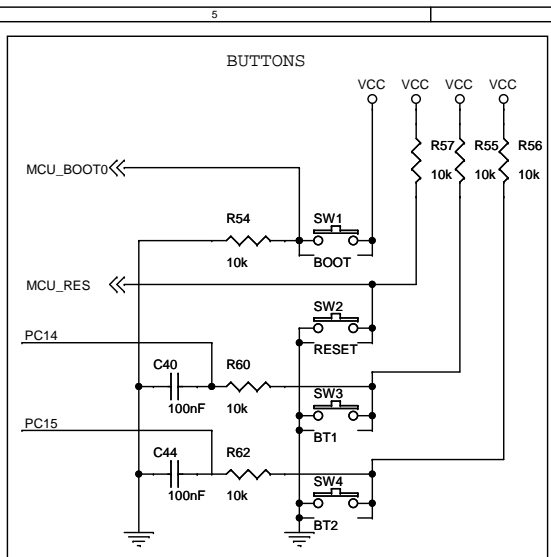 5
BUTTONS
VCC VCC VCC VCC
R57 R55 R56
10k 10k 10k
MCU_BOOT0
R54 SW1
10k BOOT
MCU_RES
SW2
RESET
PC14
C40 R60
100nF 10k
SW3
BT1
PC15
C44 R62
100nF 10k
SW4
BT2